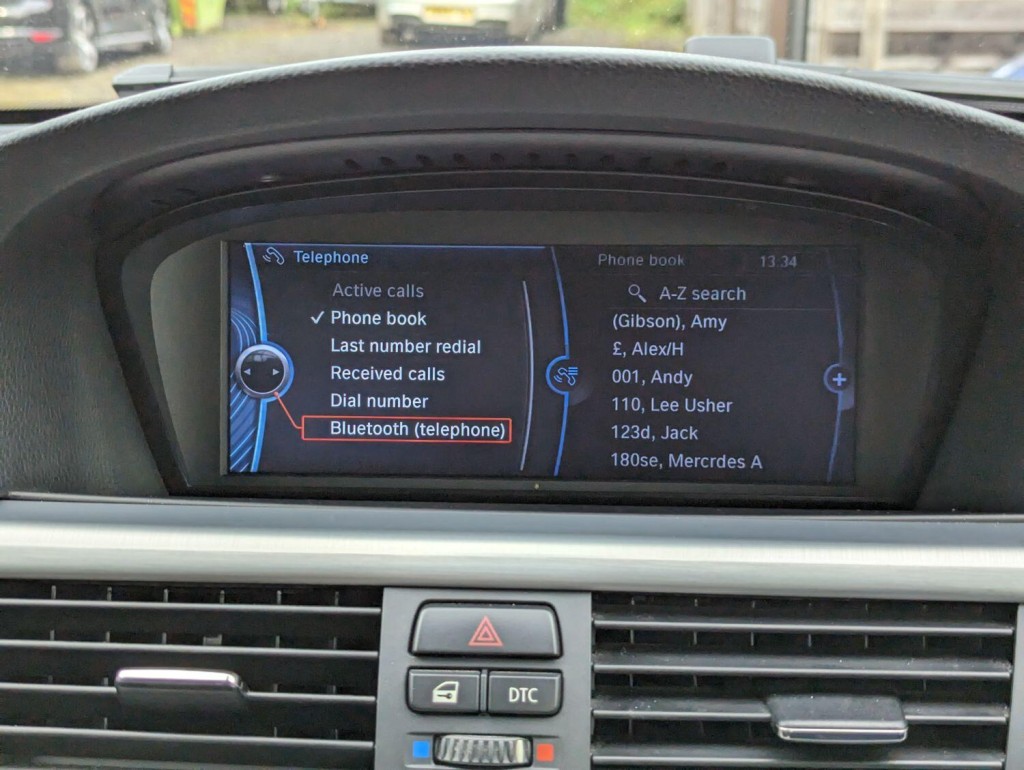 Telephone
Active calls
Phone book
Last number redial
Received calls
Dial number
Bluetooth (telephone)
Phone book 13.34
A-Z search
(Gibson), Amy
£, Alex/H
001, Andy
110, Lee Usher
123d, Jack
180se, Mercrdes A
DTC